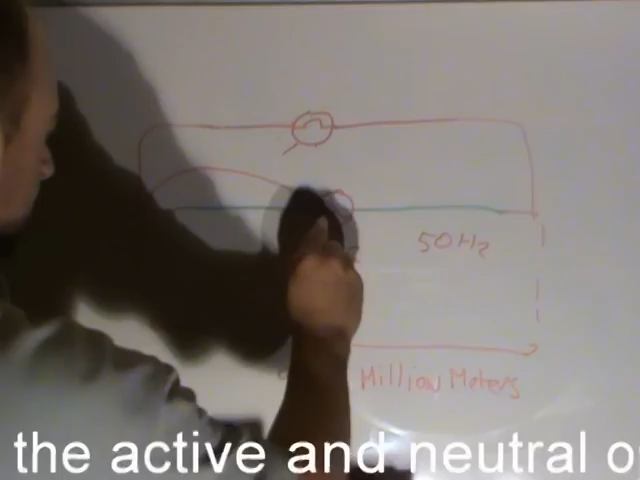 50Hz
Million Meters
the active and neutral o